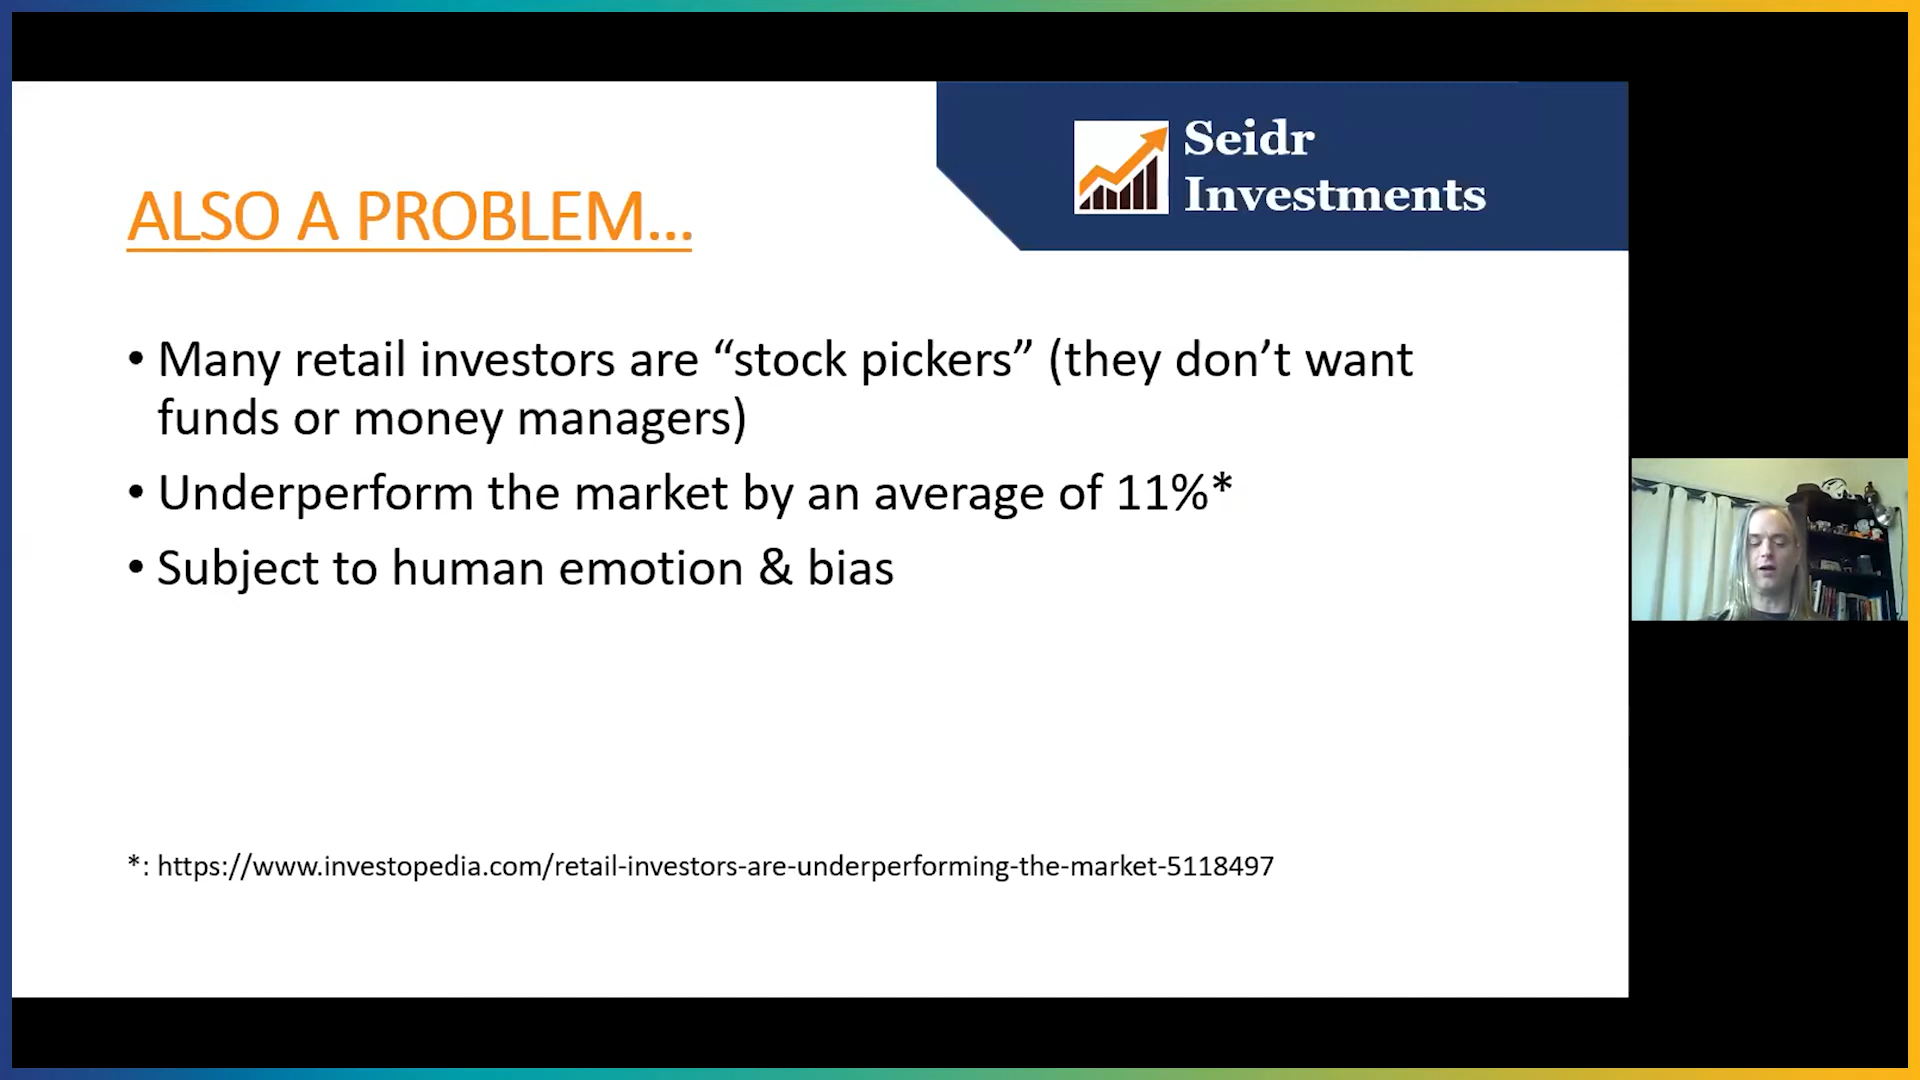 Seidr
Investments
ALSO A PROBLEM...
• Many retail investors are “stock pickers” (they don’t want
funds or money managers)
• Underperform the market by an average of 11%*
• Subject to human emotion & bias
*: https://www.investopedia.com/retail-investors-are-underperforming-the-market-5118497